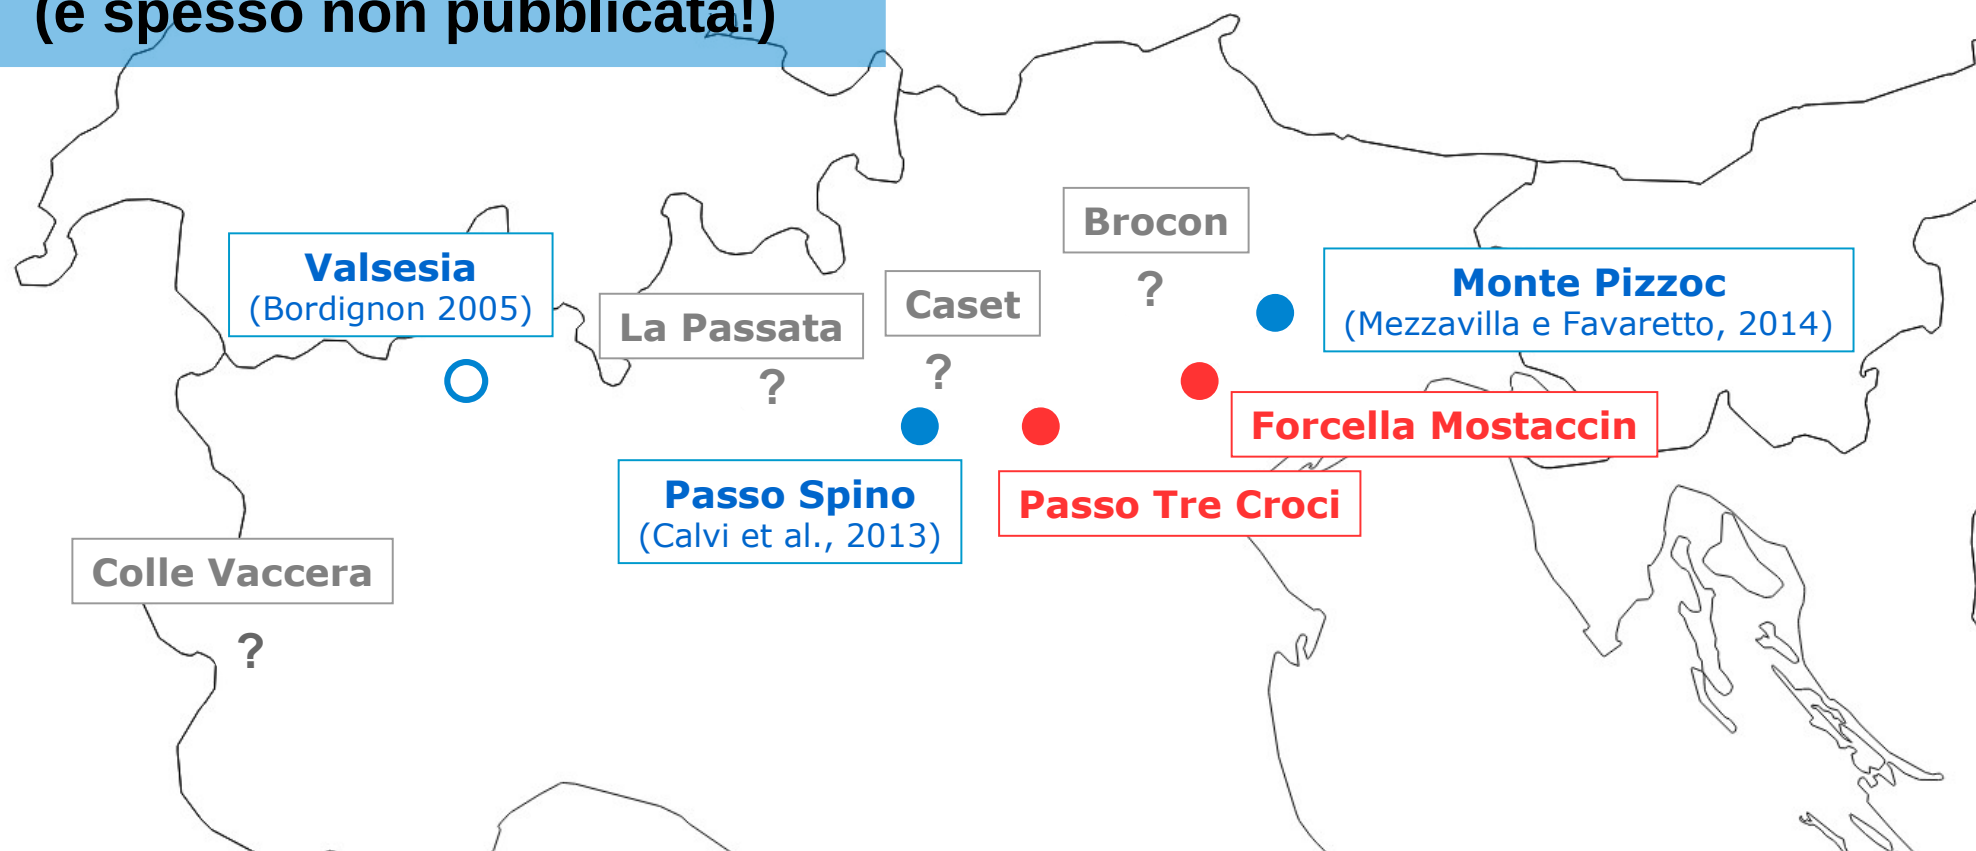 (e spesso non pubblicata!)
Brocon
?
Valsesia
(Bordignon 2005)
Monte Pizzoc
(Mezzavilla e Favaretto, 2014)
Caset
?
La Passata
?
Forcella Mostaccin
Passo Spino
(Calvi et al., 2013)
Passo Tre Croci
Colle Vaccera
?